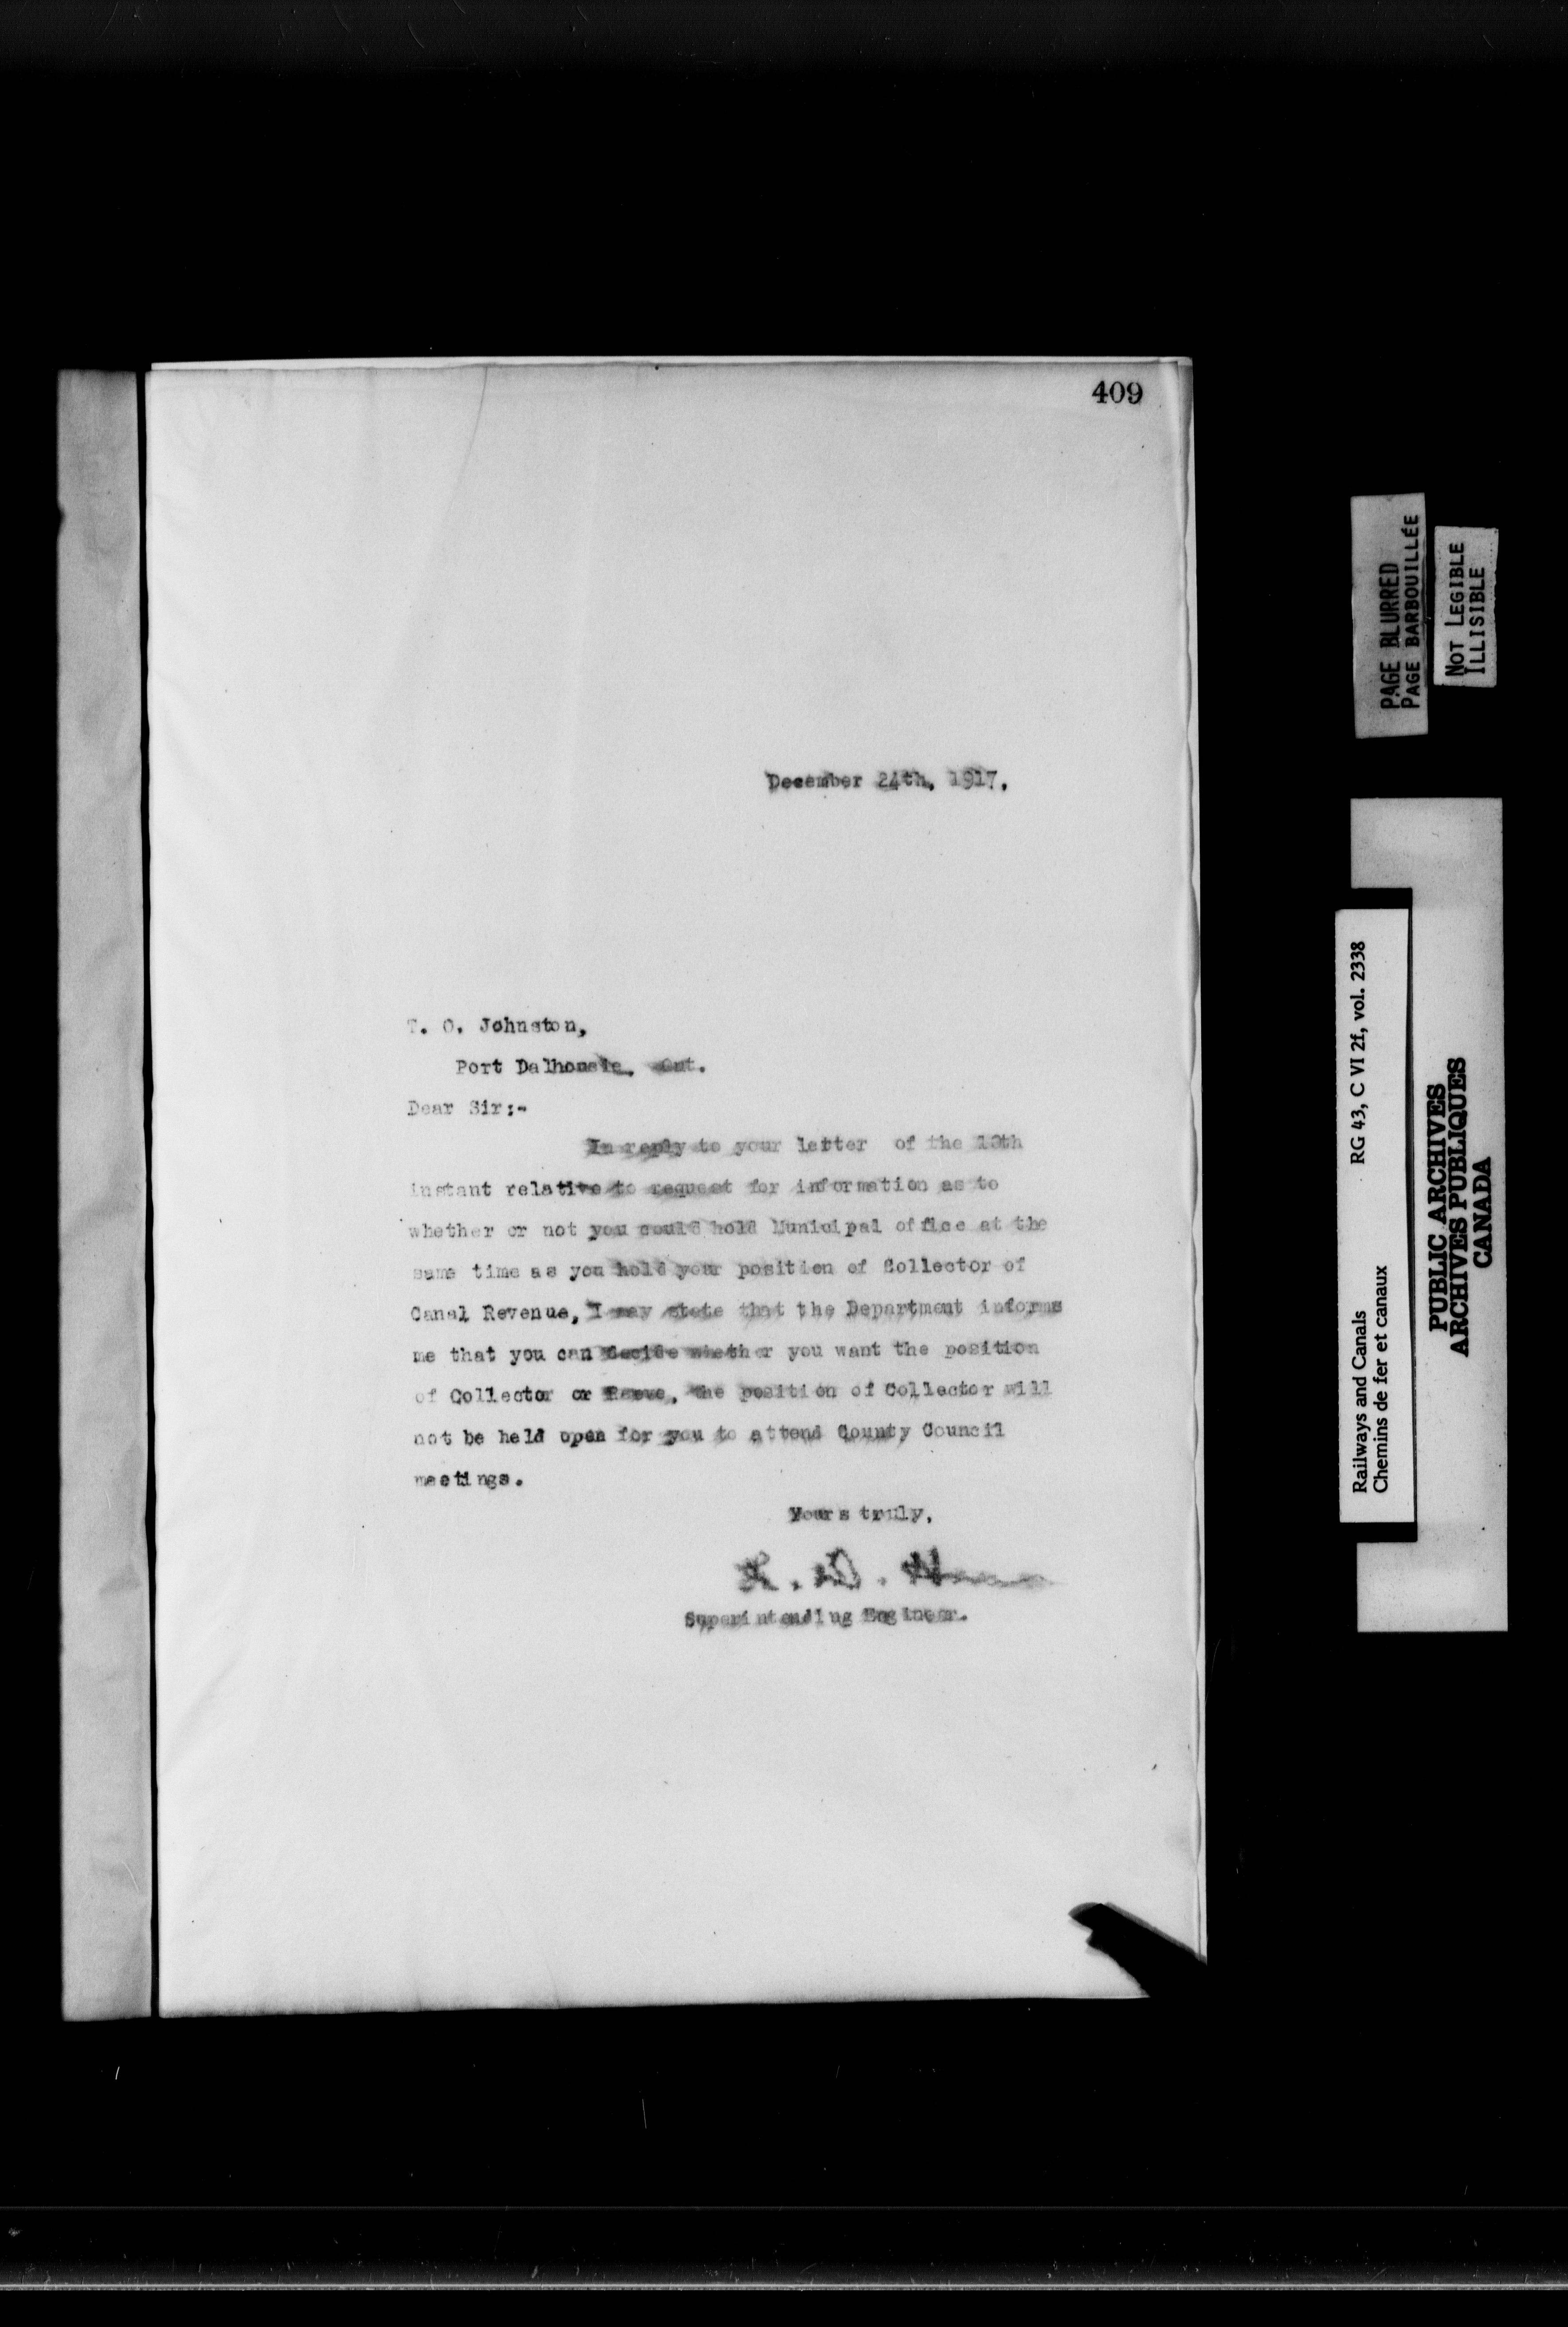 409
December 24th, 1917.
T. O. Johnston,
Port Dalhousie, Ont.
Dear Sir:-
In reply to your letter of the 10th
instant relative to request for information as to
whether or not you could hold Municipal office at the
same time as you hold your position of Collector of
Canal Revenue, I may state that the Department informs
me that you can decide whether you want the position
of Collector or Reeve, the position of Collector will
not be held open for you to attend County Council
meetings.
Yours truly,
L. D. 
Superintending Engineer.
PAGE BLURRED
PAGE BARBOUILLÉE
NOT LEGIBLE
ILLISIBLE
Railways and Canals RG 43, C VI 2f, vol. 2338
Chemins de fer et canaux
PUBLIC ARCHIVES
ARCHIVES PUBLIQUES
CANADA